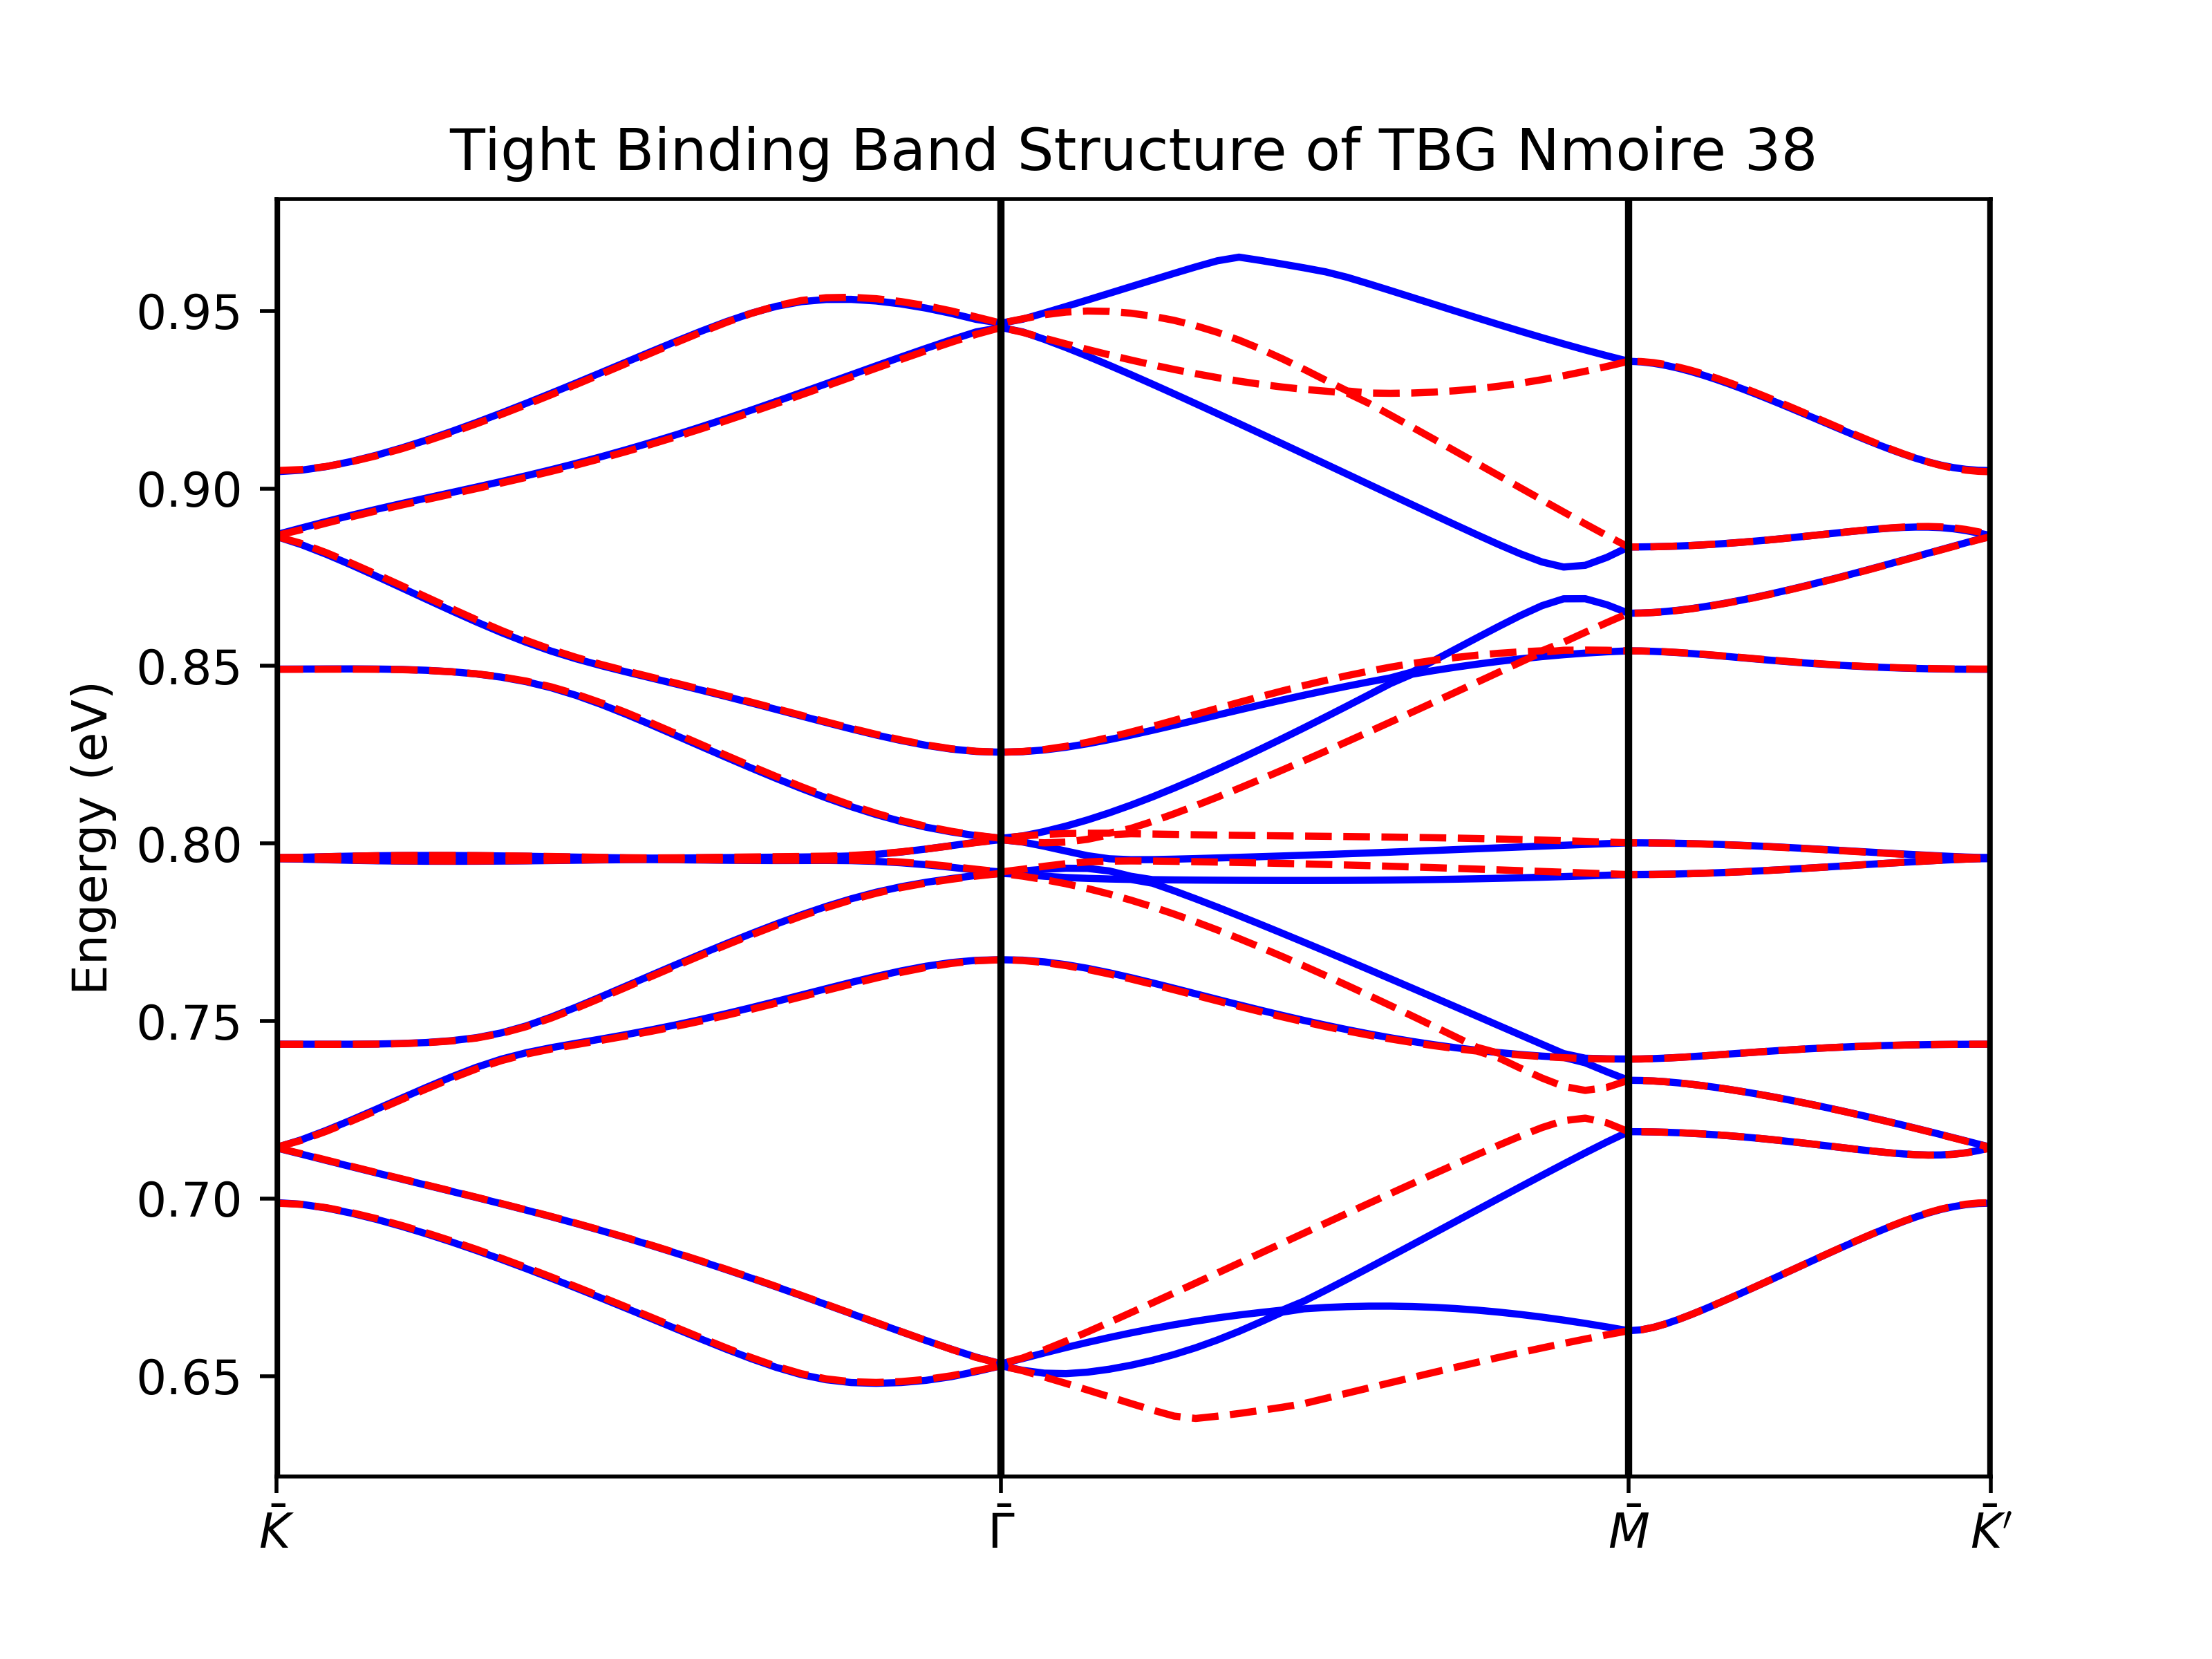 Tight Binding Band Structure of TBG Nmoire 38
Engergy (eV)
0.95
0.90
0.85
0.80
0.75
0.70
0.65
K̄
Γ̄
M̄
K̄′